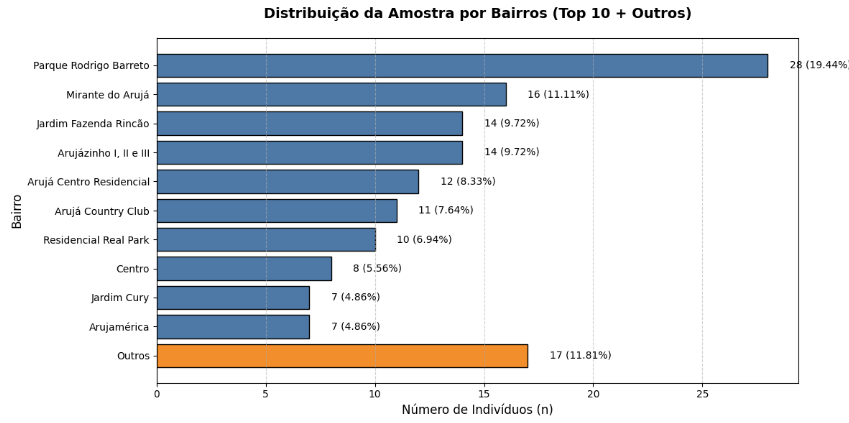 Distribuição da Amostra por Bairros (Top 10 + Outros)
Bairro
Parque Rodrigo Barreto 28 (19.44%)
Mirante do Arujá 16 (11.11%)
Jardim Fazenda Rincão 14 (9.72%)
Arujázinho I, II e III 14 (9.72%)
Arujá Centro Residencial 12 (8.33%)
Arujá Country Club 11 (7.64%)
Residencial Real Park 10 (6.94%)
Centro 8 (5.56%)
Jardim Cury 7 (4.86%)
Arujamérica 7 (4.86%)
Outros 17 (11.81%)
0 5 10 15 20 25
Número de Indivíduos (n)